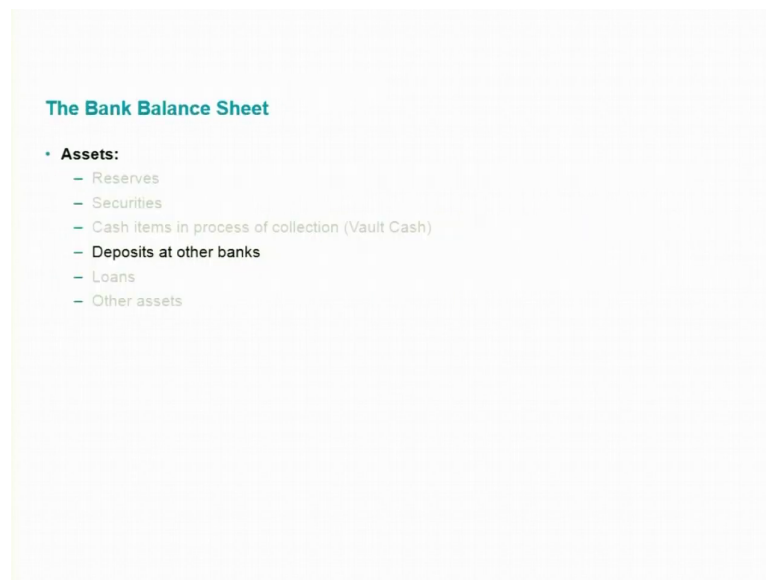 The Bank Balance Sheet
• Assets:
– Reserves
– Securities
– Cash items in process of collection (Vault Cash)
– Deposits at other banks
– Loans
– Other assets